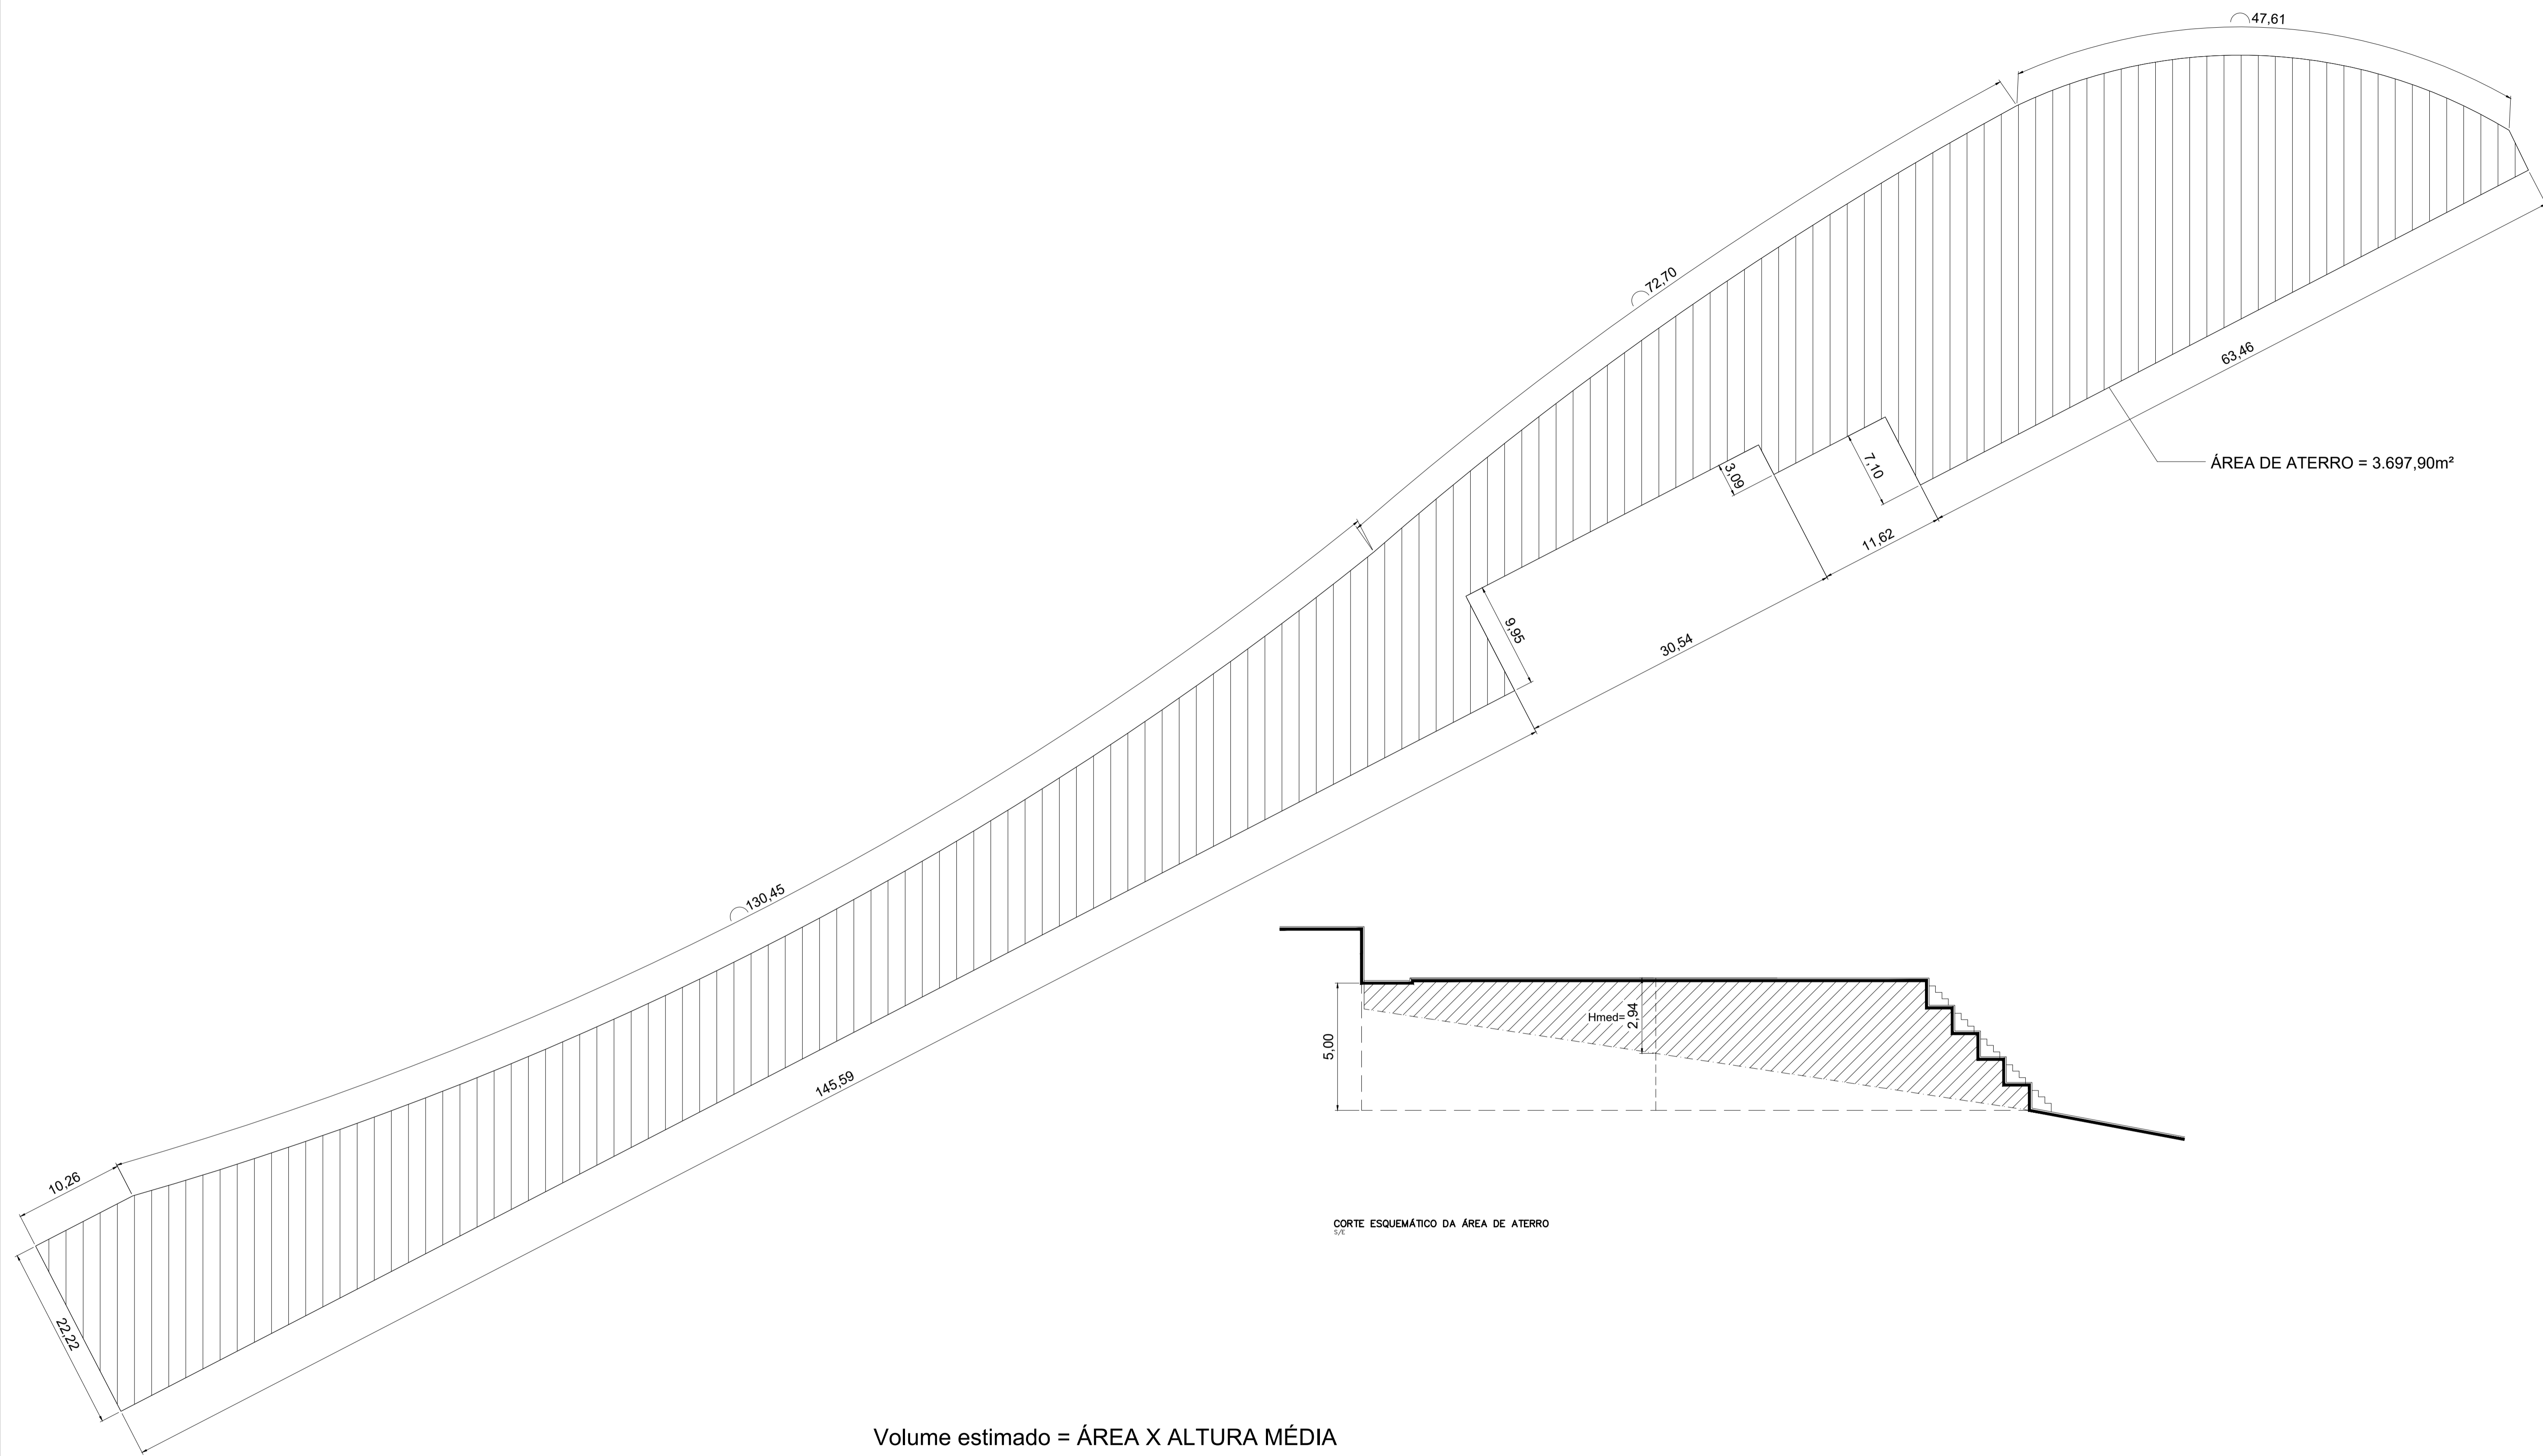 47,61
72,70
63,46
ÁREA DE ATERRO = 3.697,90m²
3,09
7,10
11,62
9,95
30,54
130,45
145,59
10,26
22,22
Hmed= 2,94
5,00
CORTE ESQUEMÁTICO DA ÁREA DE ATERRO
S/E
Volume estimado = ÁREA X ALTURA MÉDIA